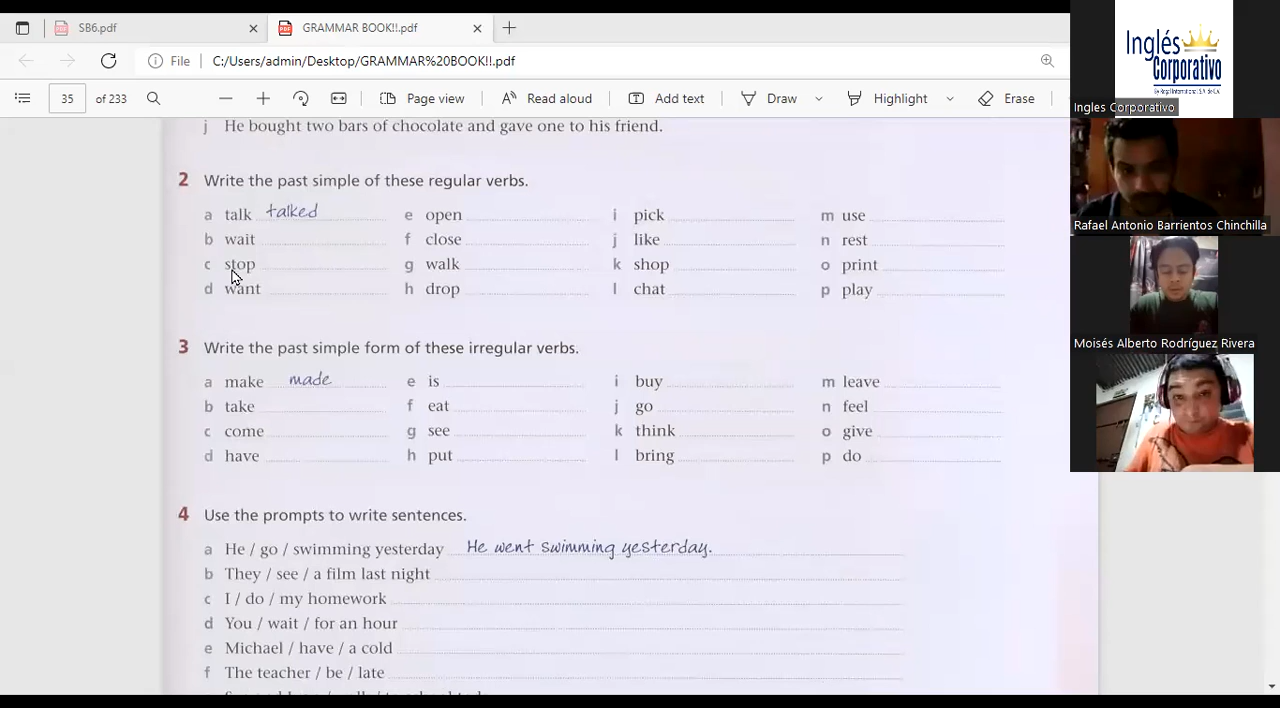 SB6.pdf
GRAMMAR BOOK!!.pdf
File C:/Users/admin/Desktop/GRAMMAR%20BOOK!!.pdf
35 of 233 Page view Read aloud Add text Draw Highlight Erase
j He bought two bars of chocolate and gave one to his friend.
2 Write the past simple of these regular verbs.
a talk talked e open i pick m use
b wait f close j like n rest
c stop g walk k shop o print
d want h drop l chat p play
3 Write the past simple form of these irregular verbs.
a make made e is i buy m leave
b take f eat j go n feel
c come g see k think o give
d have h put l bring p do
4 Use the prompts to write sentences.
a He / go / swimming yesterday He went swimming yesterday.
b They / see / a film last night
c I / do / my homework
d You / wait / for an hour
e Michael / have / a cold
f The teacher / be / late
Inglés
Corporativo
Ingles Corporativo
Rafael Antonio Barrientos Chinchilla
Moisés Alberto Rodríguez Rivera